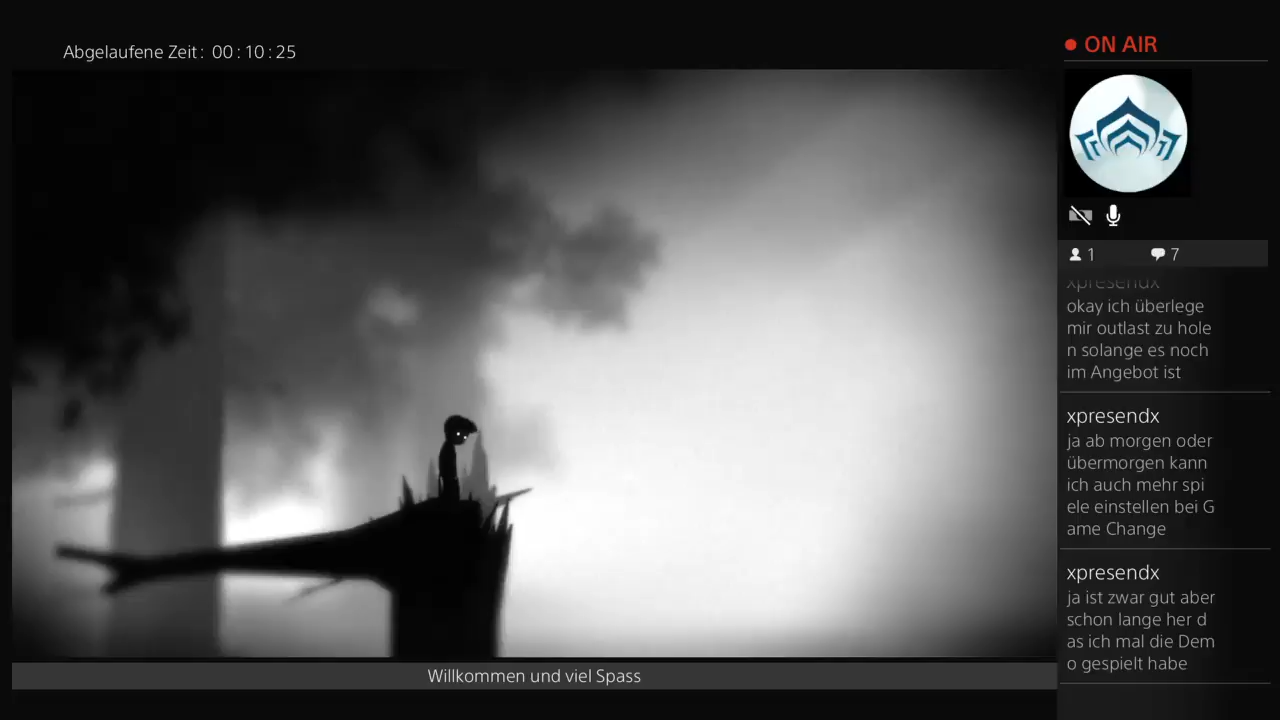 Abgelaufene Zeit: 00:10:25
ON AIR
1
7
xpresendx
okay ich überlege
mir outlast zu hole
n solange es noch
im Angebot ist
xpresendx
ja ab morgen oder
übermorgen kann
ich auch mehr spi
ele einstellen bei G
ame Change
xpresendx
ja ist zwar gut aber
schon lange her d
as ich mal die Dem
o gespielt habe
Willkommen und viel Spass